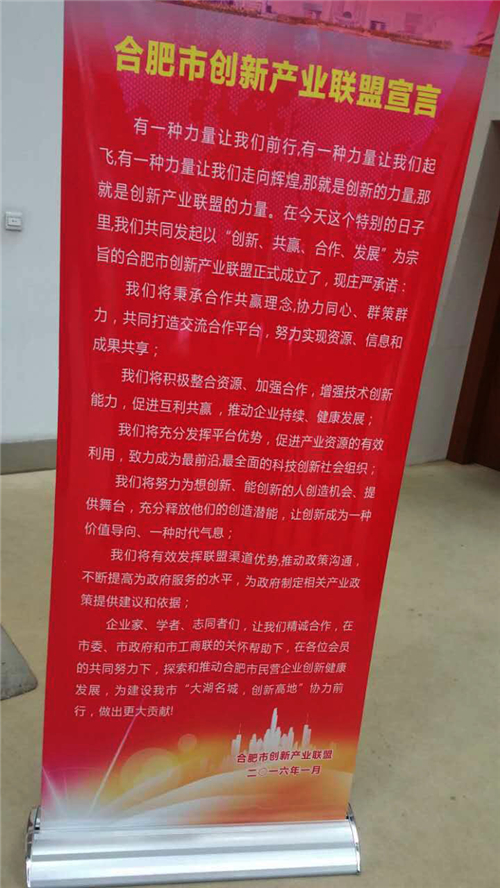 合肥市创新产业联盟宣言
有一种力量让我们前行,有一种力量让我们起
飞,有一种力量让我们走向辉煌,那就是创新的力量,那
就是创新产业联盟的力量。在今天这个特别的日子
里,我们共同发起以“创新、共赢、合作、发展”为宗
旨的合肥市创新产业联盟正式成立了，现庄严承诺：
我们将秉承合作共赢理念,协力同心、群策群
力，共同打造交流合作平台，努力实现资源、信息和
成果共享；
我们将积极整合资源、加强合作，增强技术创新
能力，促进互利共赢，推动企业持续、健康发展；
我们将充分发挥平台优势，促进产业资源的有效
利用，致力成为最前沿,最全面的科技创新社会组织；
我们将努力为想创新、能创新的人创造机会、提
供舞台，充分释放他们的创造潜能，让创新成为一种
价值导向、一种时代气息；
我们将有效发挥联盟渠道优势,推动政策沟通，
不断提高为政府服务的水平，为政府制定相关产业政
策提供建议和依据；
企业家、学者、志同者们，让我们精诚合作，在
市委、市政府和市工商联的关怀帮助下，在各位会员
的共同努力下，探索和推动合肥市民营企业创新健康
发展，为建设我市“大湖名城，创新高地”协力前
行，做出更大贡献!
合肥市创新产业联盟
二〇一六年一月